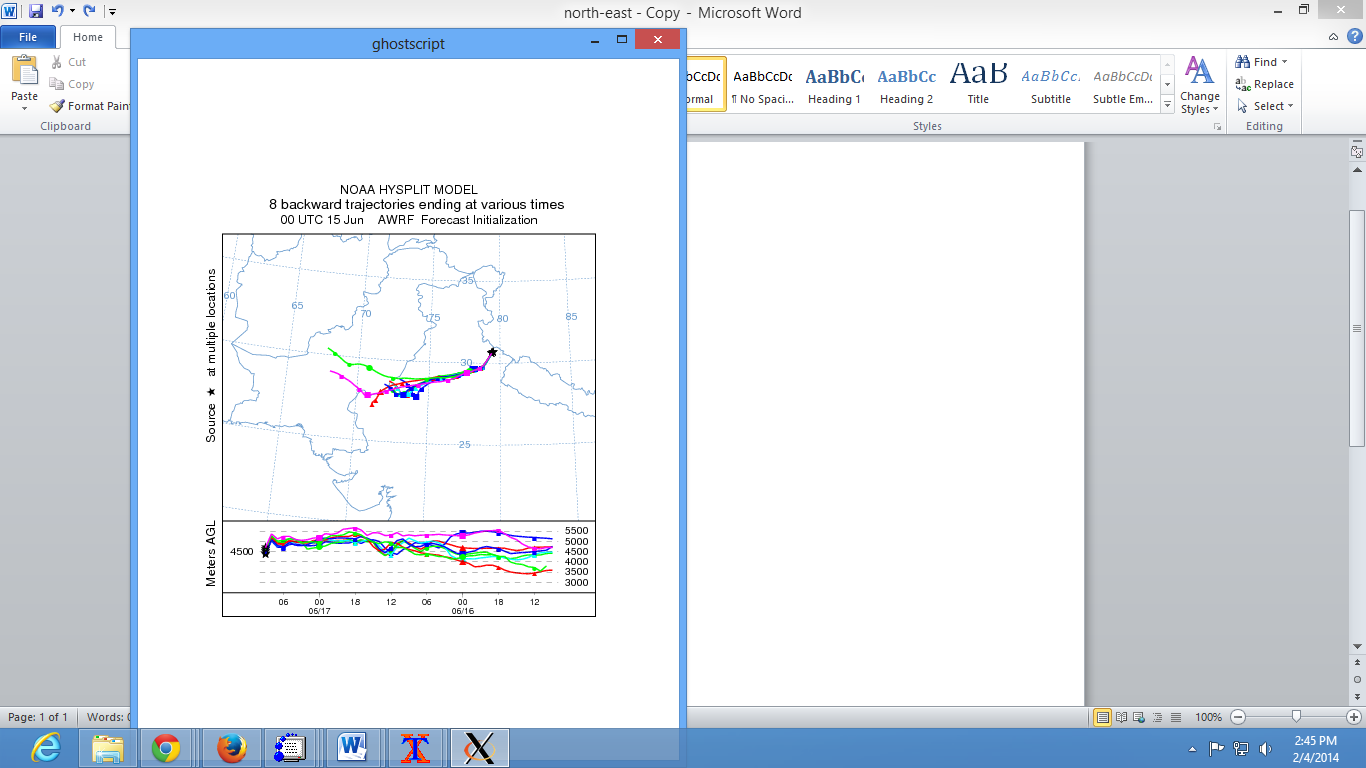 north-east - Copy - Microsoft Word
File
Home
Paste
Cut
Copy
Format Pain
Clipboard
ghostscript
AaBbCcDc
AaBbCc
AaBbCc
AaB
AaBbCc.
AaBbCcDc
ormal
¶ No Spaci...
Heading 1
Heading 2
Title
Subtitle
Subtle Em...
Change
Styles
Styles
Find
Replace
Select
Editing
NOAA HYSPLIT MODEL
8 backward trajectories ending at various times
00 UTC 15 Jun AWRF Forecast Initialization
Source ★ at multiple locations
60
65
70
75
80
85
35
30
25
Meters AGL
4500
5500
5000
4500
4000
3500
3000
06 00 18 12 06 00 18 12
06/17 06/16
Page: 1 of 1
Words:
100%
2:45 PM
2/4/2014